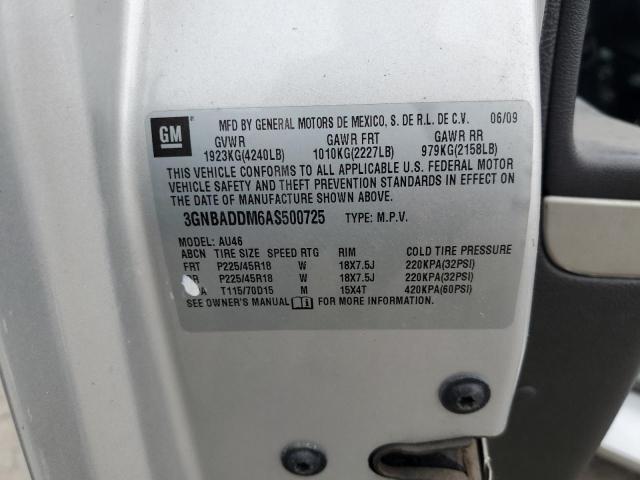 GM MFD BY GENERAL MOTORS DE MEXICO, S. DE R.L. DE C.V. 06/09
GVWR GAWR FRT GAWR RR
1923KG(4240LB) 1010KG(2227LB) 979KG(2158LB)
THIS VEHICLE CONFORMS TO ALL APPLICABLE U.S. FEDERAL MOTOR
VEHICLE SAFETY AND THEFT PREVENTION STANDARDS IN EFFECT ON
THE DATE OF MANUFACTURE SHOWN ABOVE.
3GNBADDM6AS500725 TYPE: M.P.V.
MODEL: AU46
ABCN TIRE SIZE SPEED RTG RIM COLD TIRE PRESSURE
FRT P225/45R18 W 18X7.5J 220KPA(32PSI)
P225/45R18 W 18X7.5J 220KPA(32PSI)
T115/70D15 M 15X4T 420KPA(60PSI)
SEE OWNER'S MANUAL FOR MORE INFORMATION